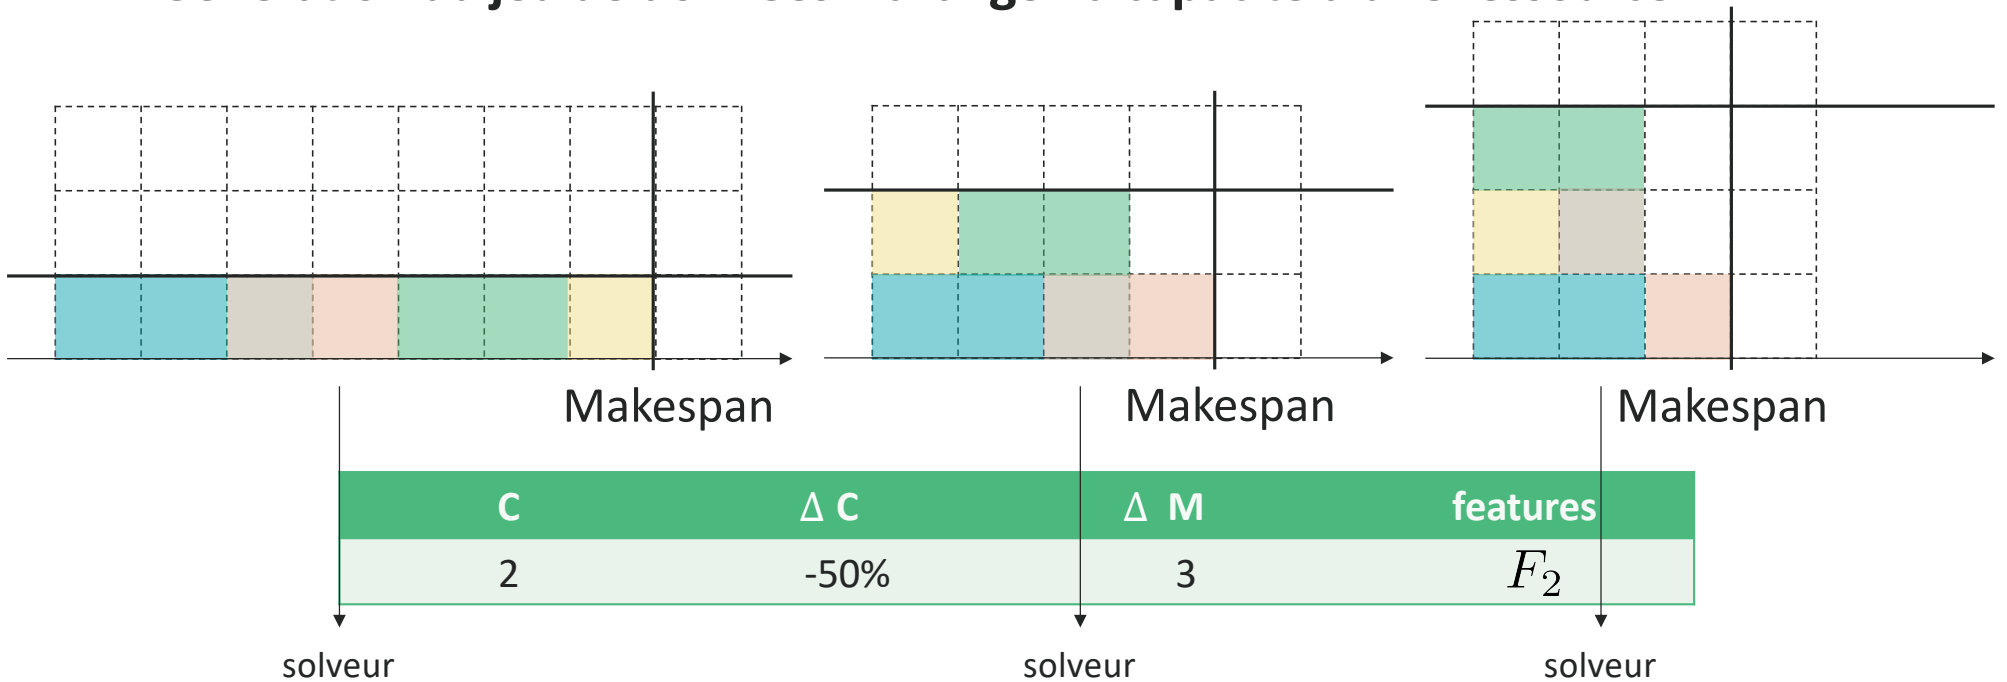 Makespan Makespan Makespan
C Δ C Δ M features
2 -50% 3 F₂
solveur solveur solveur